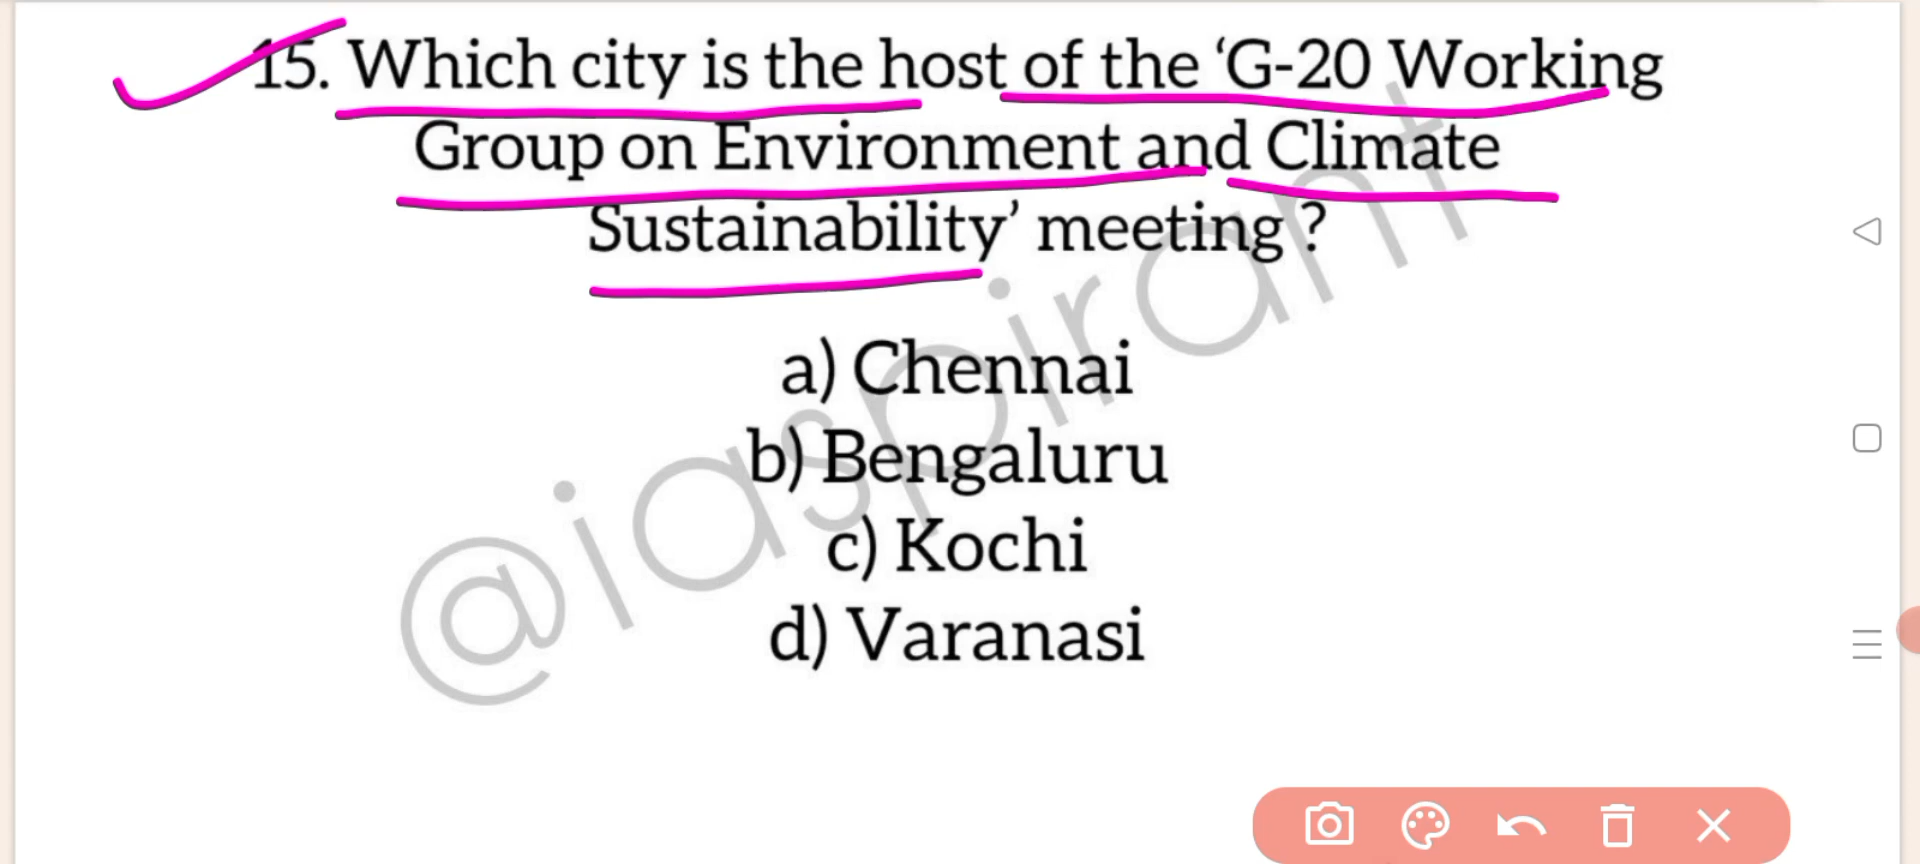 15. Which city is the host of the ‘G-20 Working
Group on Environment and Climate
Sustainability’ meeting ?
a) Chennai
b) Bengaluru
c) Kochi
d) Varanasi
@iaspirant